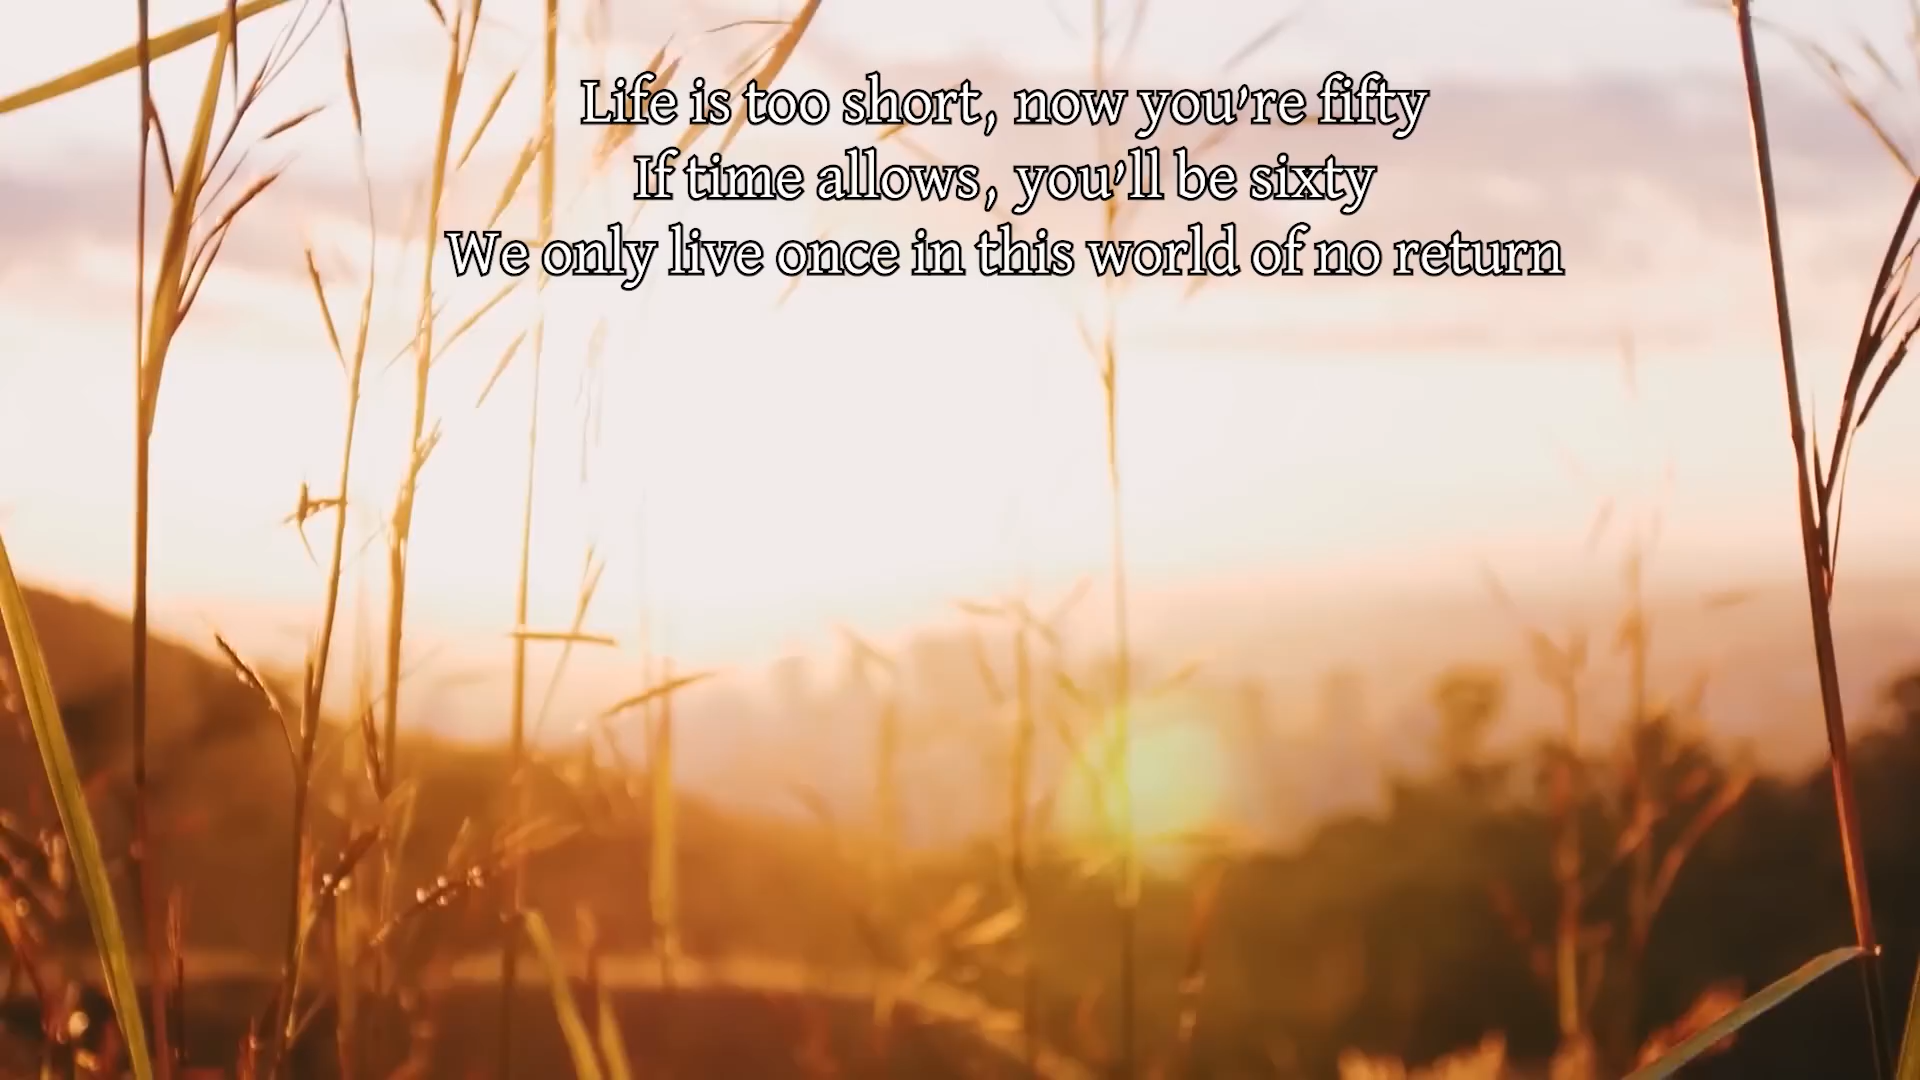 Life is too short, now you're fifty
If time allows, you'll be sixty
We only live once in this world of no return